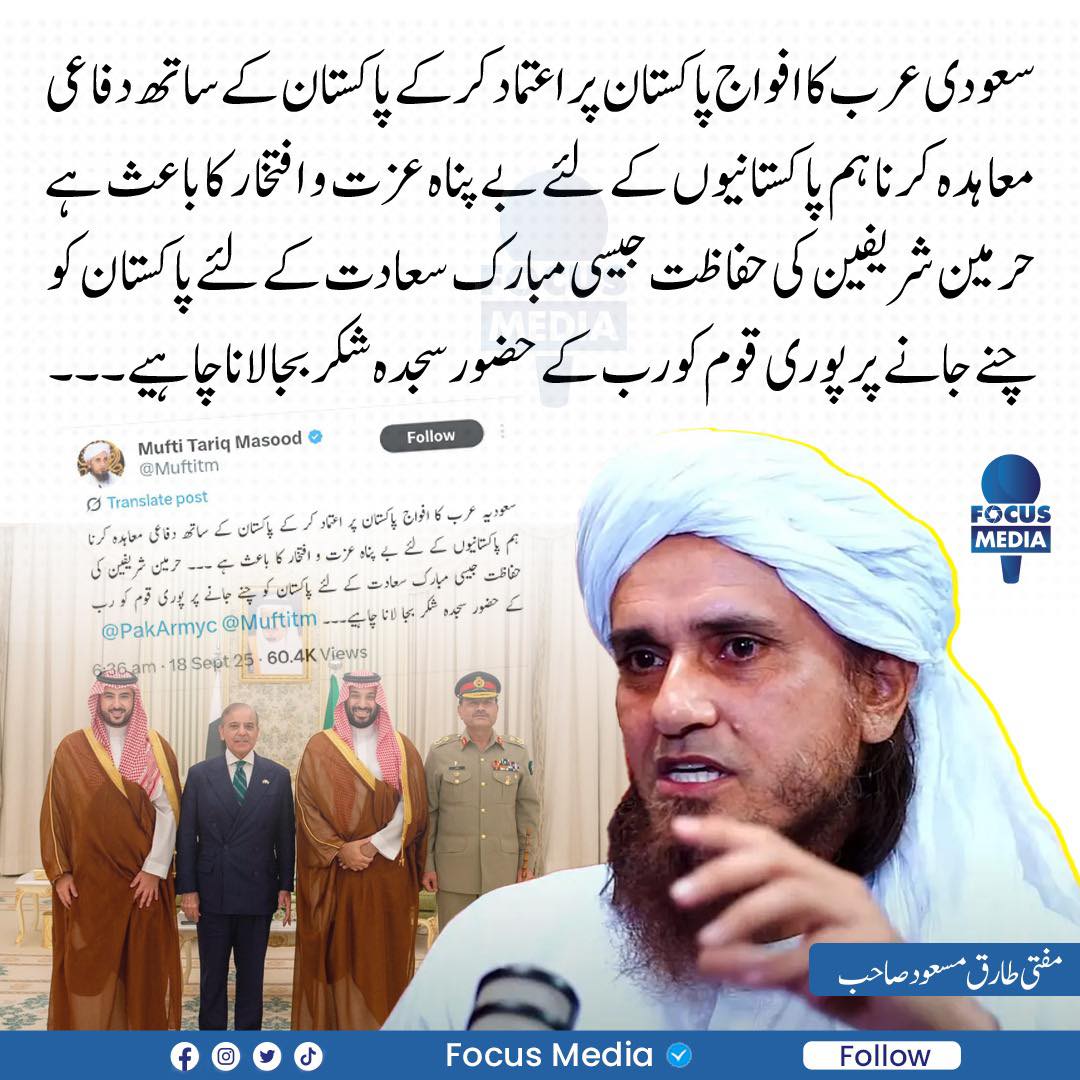 سعودی عرب کا افواج پاکستان پر اعتماد کر کے پاکستان کے ساتھ دفاعی
معاہدہ کرنا ہم پاکستانیوں کے لئے بے پناہ عزت و افتخار کا باعث ہے
حرمین شریفین کی حفاظت جیسی مبارک سعادت کے لئے پاکستان کو
چنے جانے پر پوری قوم کو رب کے حضور سجدہ شکر بجا لانا چاہیے۔۔۔
FOCUS
MEDIA
Mufti Tariq Masood
@Muftitm
Follow
Translate post
سعودیہ عرب کا افواج پاکستان پر اعتماد کر کے پاکستان کے ساتھ دفاعی معاہدہ کرنا
ہم پاکستانیوں کے لئے بے پناہ عزت و افتخار کا باعث ہے ۔۔۔ حرمین شریفین کی
حفاظت جیسی مبارک سعادت کے لئے پاکستان کو چنے جانے پر پوری قوم کو رب
کے حضور سجدہ شکر بجا لانا چاہیے۔۔۔ @PakArmyc @Muftitm
6:36 am · 18 Sept 25 · 60.4K Views
FOCUS
MEDIA
مفتی طارق مسعود صاحب
Focus Media
Follow